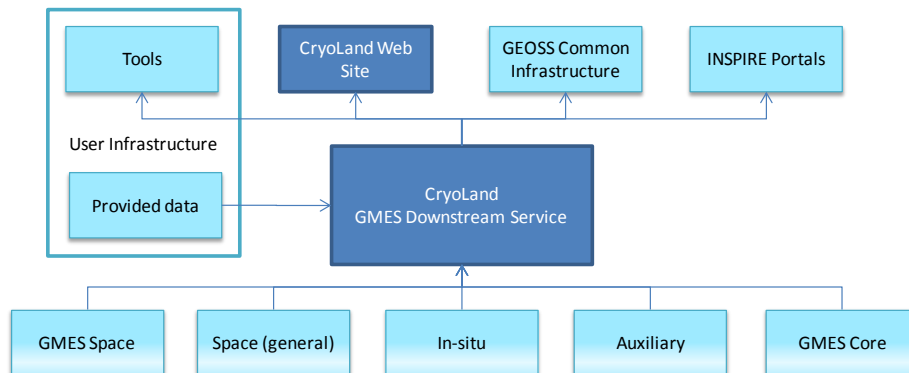 Tools
CryoLand Web
Site
GEOSS Common
Infrastructure
INSPIRE Portals
User Infrastructure
Provided data
CryoLand
GMES Downstream Service
GMES Space
Space (general)
In-situ
Auxiliary
GMES Core